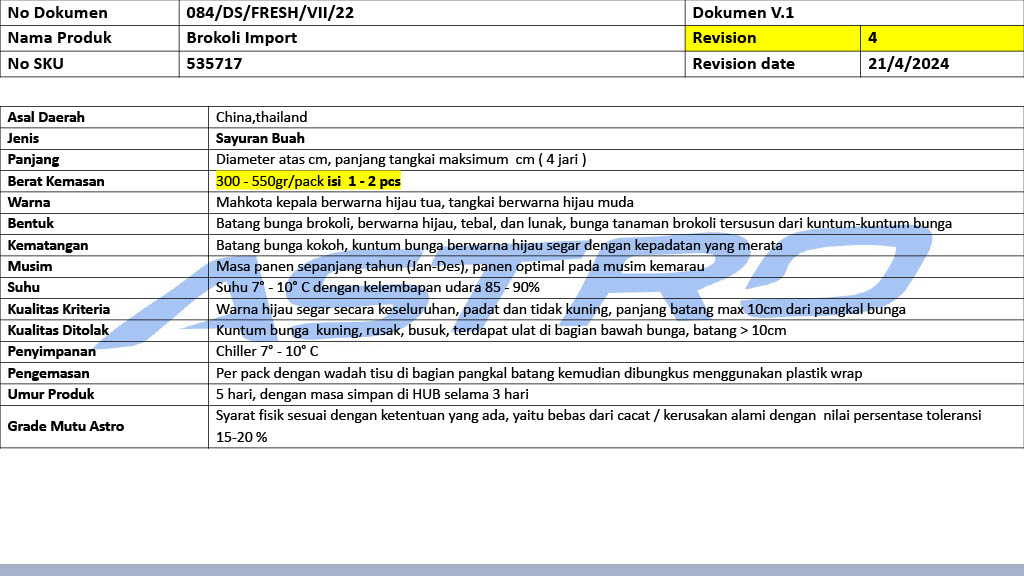 No Dokumen 084/DS/FRESH/VII/22 Dokumen V.1
Nama Produk Brokoli Import Revision 4
No SKU 535717 Revision date 21/4/2024
Asal Daerah China,thailand
Jenis Sayuran Buah
Panjang Diameter atas cm, panjang tangkai maksimum  cm ( 4 jari )
Berat Kemasan 300 - 550gr/pack isi  1 - 2 pcs
Warna Mahkota kepala berwarna hijau tua, tangkai berwarna hijau muda
Bentuk Batang bunga brokoli, berwarna hijau, tebal, dan lunak, bunga tanaman brokoli tersusun dari kuntum-kuntum bunga
Kematangan Batang bunga kokoh, kuntum bunga berwarna hijau segar dengan kepadatan yang merata
Musim Masa panen sepanjang tahun (Jan-Des), panen optimal pada musim kemarau
Suhu Suhu 7° - 10° C dengan kelembapan udara 85 - 90%
Kualitas Kriteria Warna hijau segar secara keseluruhan, padat dan tidak kuning, panjang batang max 10cm dari pangkal bunga
Kualitas Ditolak Kuntum bunga  kuning, rusak, busuk, terdapat ulat di bagian bawah bunga, batang > 10cm
Penyimpanan Chiller 7° - 10° C
Pengemasan Per pack dengan wadah tisu di bagian pangkal batang kemudian dibungkus menggunakan plastik wrap
Umur Produk 5 hari, dengan masa simpan di HUB selama 3 hari
Grade Mutu Astro Syarat fisik sesuai dengan ketentuan yang ada, yaitu bebas dari cacat / kerusakan alami dengan  nilai persentase toleransi
15-20 %
ASTRO